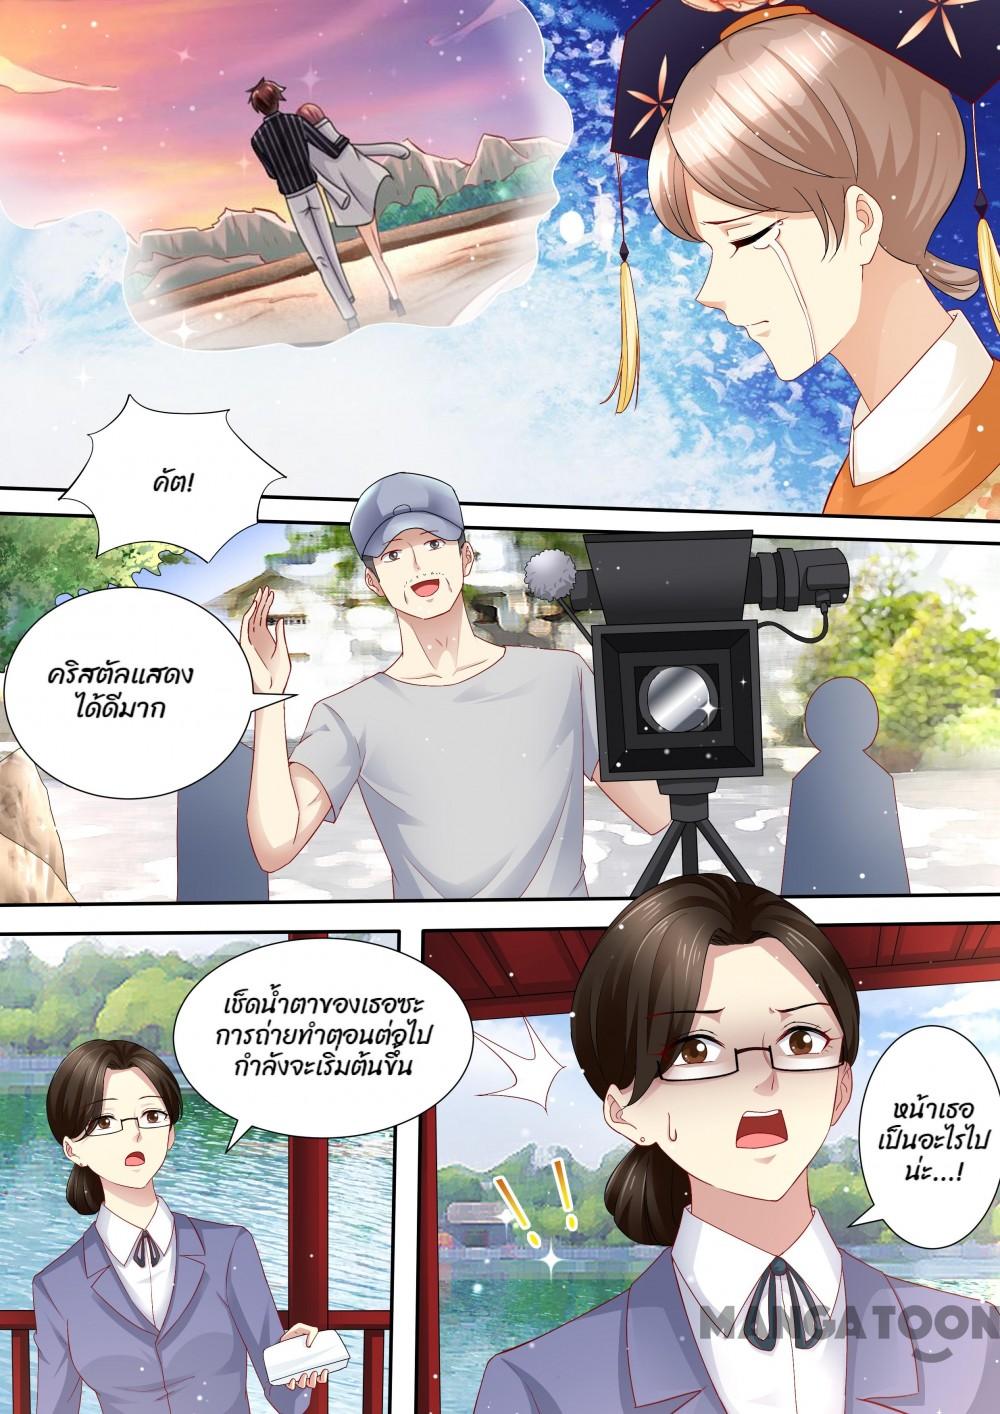 คัต!
คริสตัลแสดง
ได้ดีมาก
เช็ดน้ำตาของเธอซะ
การถ่ายทำตอนต่อไป
กำลังจะเริ่มต้นขึ้น
หน้าเธอ
เป็นอะไรไป
น่ะ...!
MANGATOON